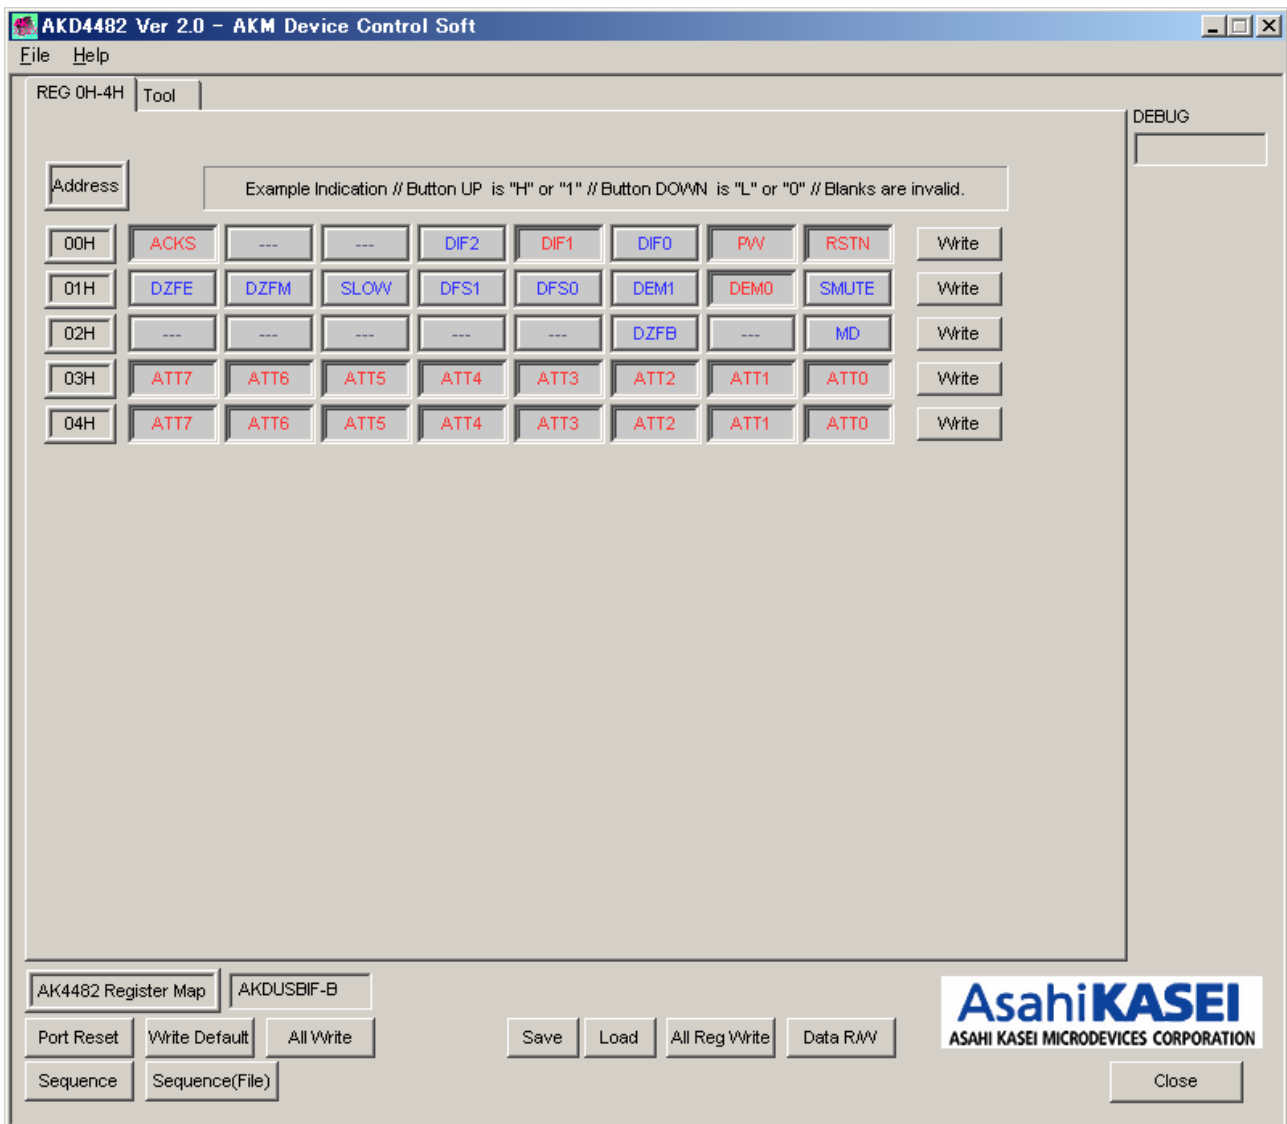 AKD4482 Ver 2.0 - AKM Device Control Soft
File Help
REG 0H-4H Tool
DEBUG
Address Example Indication // Button UP is "H" or "1" // Button DOWN is "L" or "0" // Blanks are invalid.
00H ACKS --- --- DIF2 DIF1 DIF0 PW RSTN Write
01H DZFE DZFM SLOW DFS1 DFS0 DEM1 DEM0 SMUTE Write
02H --- --- --- --- --- DZFB --- MD Write
03H ATT7 ATT6 ATT5 ATT4 ATT3 ATT2 ATT1 ATT0 Write
04H ATT7 ATT6 ATT5 ATT4 ATT3 ATT2 ATT1 ATT0 Write
AK4482 Register Map AKDUSBIF-B
AsahiKASEI
ASAHI KASEI MICRODEVICES CORPORATION
Port Reset Write Default All Write Save Load All Reg Write Data R/W
Sequence Sequence(File) Close